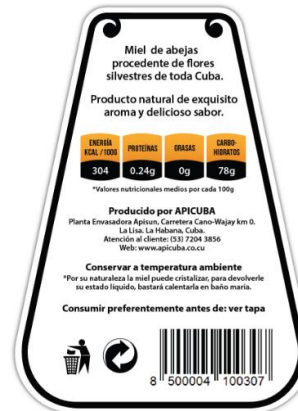 Miel de abejas
procedente de flores
silvestres de toda Cuba.
Producto natural de exquisito
aroma y delicioso sabor.
ENERGÍA KCAL /100G PROTEÍNAS GRASAS CARBO-HIDRATOS
304 0.24g 0g 78g
*Valores nutricionales medios por cada 100g
Producido por APICUBA
Planta Envasadora Apisun, Carretera Cano-Wajay km 0.
La Lisa. La Habana, Cuba.
Atención al cliente: (53) 7204 3856
Web: www.apicuba.co.cu
Conservar a temperatura ambiente
*Por su naturaleza la miel puede cristalizar, para devolverle
su estado líquido, bastará calentarla en baño maría.
Consumir preferentemente antes de: ver tapa
8 500004 100307